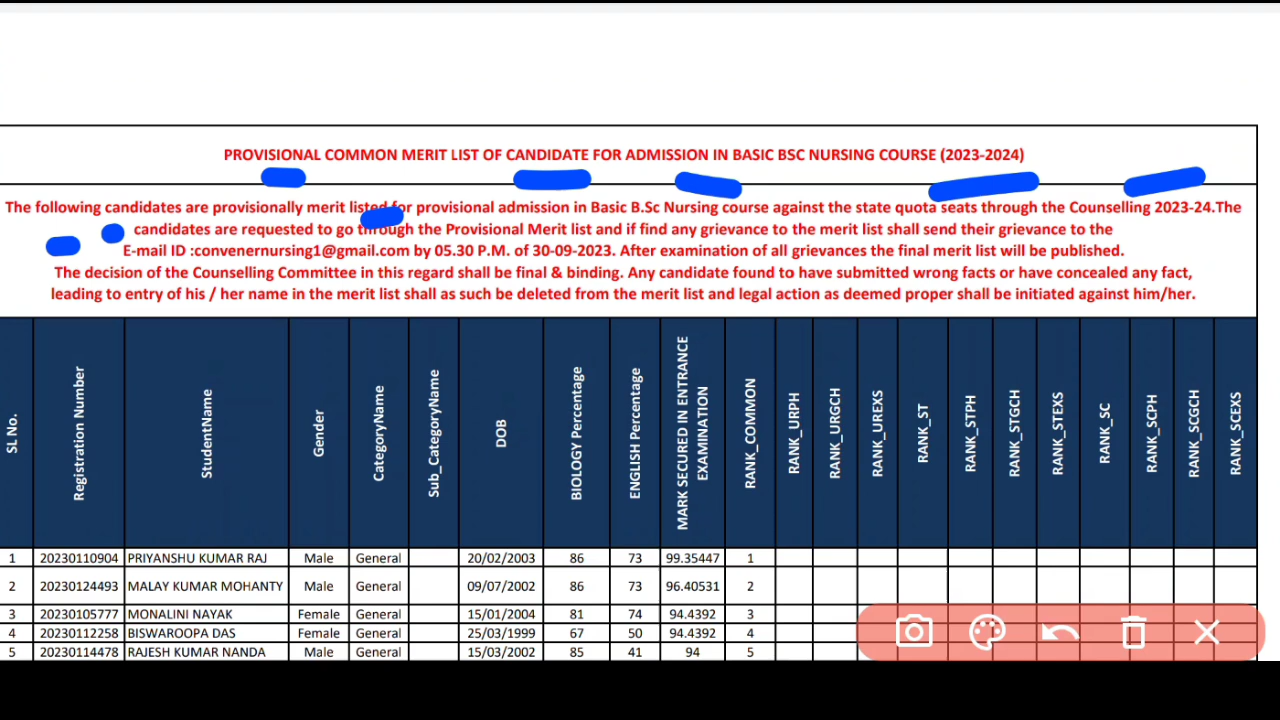 PROVISIONAL COMMON MERIT LIST OF CANDIDATE FOR ADMISSION IN BASIC BSC NURSING COURSE (2023-2024)
The following candidates are provisionally merit listed for provisional admission in Basic B.Sc Nursing course against the state quota seats through the Counselling 2023-24.The
candidates are requested to go through the Provisional Merit list and if find any grievance to the merit list shall send their grievance to the
E-mail ID :convenernursing1@gmail.com by 05.30 P.M. of 30-09-2023. After examination of all grievances the final merit list will be published.
The decision of the Counselling Committee in this regard shall be final & binding. Any candidate found to have submitted wrong facts or have concealed any fact,
leading to entry of his / her name in the merit list shall as such be deleted from the merit list and legal action as deemed proper shall be initiated against him/her.
SL No. Registration Number StudentName Gender CategoryName Sub_CategoryName DOB BIOLOGY Percentage ENGLISH Percentage MARK SECURED IN ENTRANCE EXAMINATION RANK_COMMON RANK_URPH RANK_URGCH RANK_UREXS RANK_ST RANK_STPH RANK_STGCH RANK_STEXS RANK_SC RANK_SCPH RANK_SCGCH RANK_SCEXS
1 20230110904 PRIYANSHU KUMAR RAJ Male General 20/02/2003 86 73 99.35447 1
2 20230124493 MALAY KUMAR MOHANTY Male General 09/07/2002 86 73 96.40531 2
3 20230105777 MONALINI NAYAK Female General 15/01/2004 81 74 94.4392 3
4 20230112258 BISWAROOPA DAS Female General 25/03/1999 67 50 94.4392 4
5 20230114478 RAJESH KUMAR NANDA Male General 15/03/2002 85 41 94 5